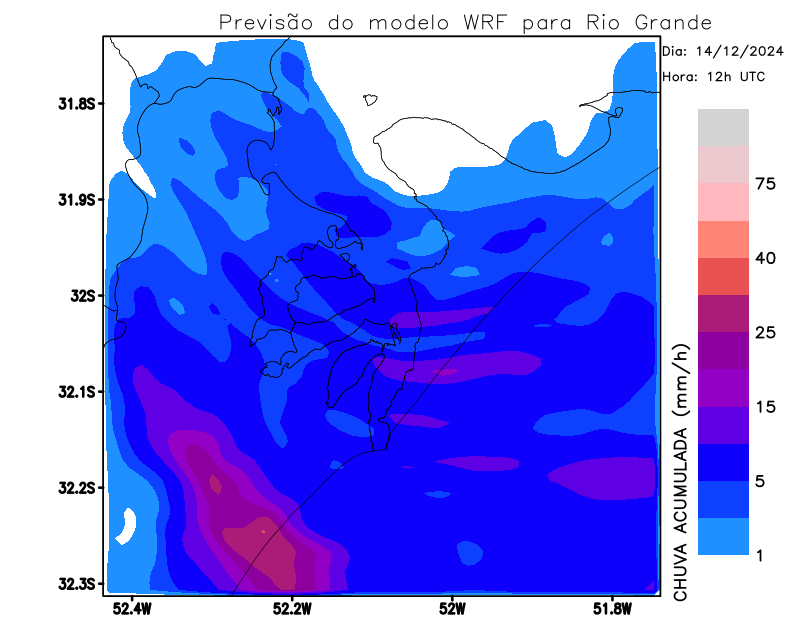 Previsão do modelo WRF para Rio Grande
Dia: 14/12/2024
Hora: 12h UTC
31.8S
31.9S
32S
32.1S
32.2S
32.3S
52.4W
52.2W
52W
51.8W
75
40
25
15
5
1
CHUVA ACUMULADA (mm/h)